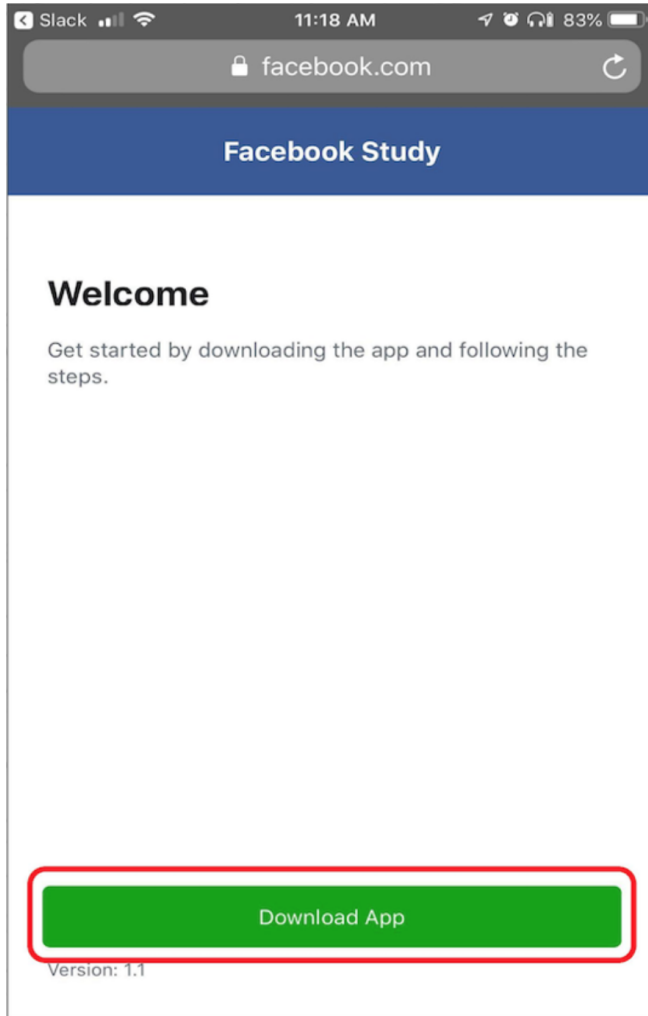 Slack 11:18 AM 83%
facebook.com
Facebook Study
Welcome
Get started by downloading the app and following the
steps.
Download App
Version: 1.1